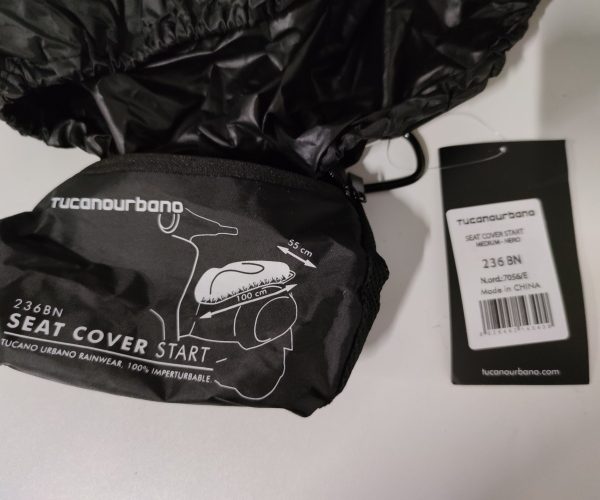 Tucanourbano
55 cm
100 cm
236BN
SEAT COVER START
TUCANO URBANO RAINWEAR, 100% IMPERTURBABLE.
Tucanourbano
SEAT COVER START
MEDIUM - NERO
236 BN
N.ord.:7056/E
Made in CHINA
tucanourbano.com